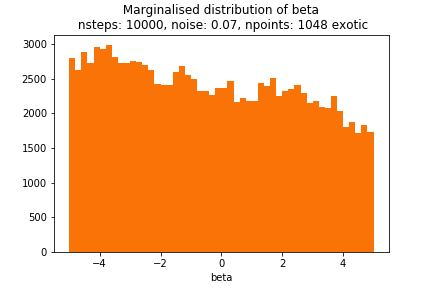 Marginalised distribution of beta
nsteps: 10000, noise: 0.07, npoints: 1048 exotic
3000
2500
2000
1500
1000
500
0
−4 −2 0 2 4
beta